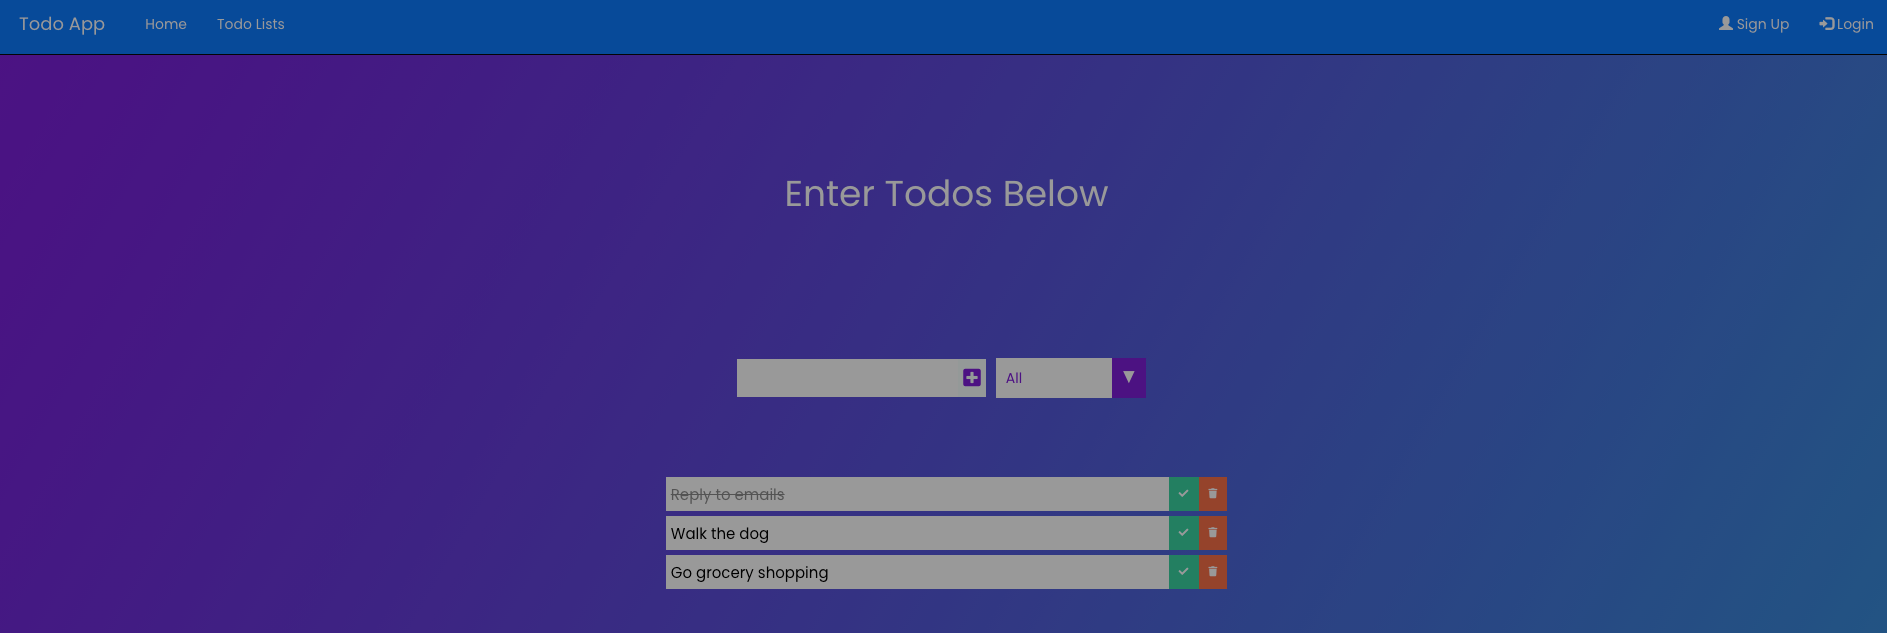 Todo App Home Todo Lists Sign Up Login
Enter Todos Below
All
Reply to emails
Walk the dog
Go grocery shopping